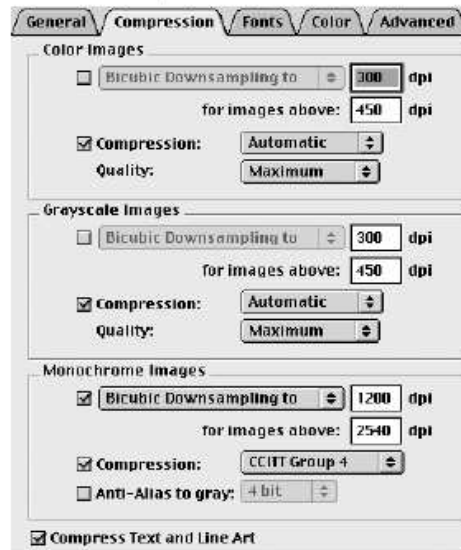 General Compression Fonts Color Advanced
Color Images
Bicubic Downsampling to 300 dpi
for images above: 450
Compression: Automatic
Quality: Maximum
Grayscale Images
Bicubic Downsampling to 300 dpi
for images above: 450
Compression: Automatic
Quality: Maximum
Monochrome Images
Bicubic Downsampling to 1200 dpi
for images above: 2540
Compression: CCITT Group 4
Anti-Alias to gray: 4 bit
Compress Text and Line Art